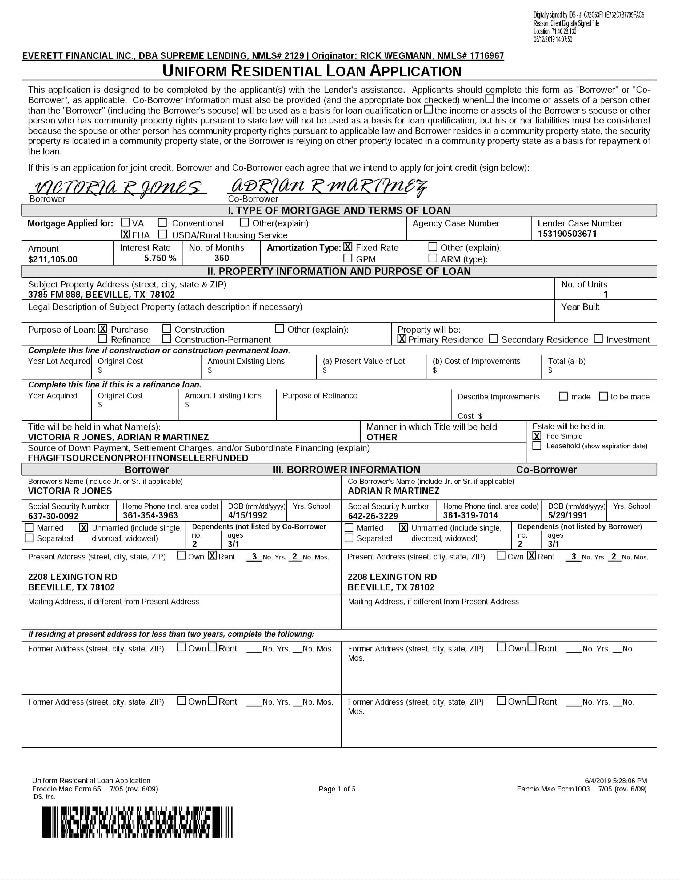 EVERETT FINANCIAL INC., DBA SUPREME LENDING, NMLS# 2129 | Originator: RICK WEGMANN, NMLS# 1716967
UNIFORM RESIDENTIAL LOAN APPLICATION
This application is designed to be completed by the applicant(s) with the Lender's assistance. Applicants should complete this form as "Borrower" or "Co-
Borrower", as applicable. Co-Borrower information must also be provided (and the appropriate box checked) when ☐ the income or assets of a person other
than the "Borrower" (including the Borrower's spouse) will be used as a basis for loan qualification or ☐ the income or assets of the Borrower's spouse or other
person who has community property rights pursuant to state law will not be used as a basis for loan qualification, but his or her liabilities must be considered
because the spouse or other person has community property rights pursuant to applicable law and Borrower resides in a community property state, the security
property is located in a community property state, or the Borrower is relying on other property located in a community property state as a basis for repayment of
the loan.
If this is an application for joint credit, Borrower and Co-Borrower each agree that we intend to apply for joint credit (sign below):
VICTORIA R JONES ADRIAN R MARTINEZ
Borrower Co-Borrower
I. TYPE OF MORTGAGE AND TERMS OF LOAN
Mortgage Applied for: ☐ VA ☐ Conventional ☐ Other(explain) Agency Case Number Lender Case Number
☒ FHA ☐ USDA/Rural Housing Service 153190503671
Amount Interest Rate No. of Months Amortization Type: ☒ Fixed Rate ☐ Other (explain):
$211,105.00 5.750 % 360 ☐ GPM ☐ ARM (type):
II. PROPERTY INFORMATION AND PURPOSE OF LOAN
Subject Property Address (street, city, state & ZIP) No. of Units
3785 FM 888, BEEVILLE, TX 78102 1
Legal Description of Subject Property (attach description if necessary) Year Built
Purpose of Loan: ☒ Purchase ☐ Construction ☐ Other (explain): Property will be:
☐ Refinance ☐ Construction-Permanent ☒ Primary Residence ☐ Secondary Residence ☐ Investment
Complete this line if construction or construction-permanent loan.
Year Lot Acquired Original Cost Amount Existing Liens (a) Present Value of Lot (b) Cost of Improvements Total (a+b)
$ $ $ $ $
Complete this line if this is a refinance loan.
Year Acquired Original Cost Amount Existing Liens Purpose of Refinance Describe Improvements ☐ made ☐ to be made
$ $ Cost: $
Title will be held in what Name(s): Manner in which Title will be held Estate will be held in:
VICTORIA R JONES, ADRIAN R MARTINEZ OTHER ☒ Fee Simple
Source of Down Payment, Settlement Charges, and/or Subordinate Financing (explain) ☐ Leasehold (show expiration date)
FHAGIFTSOURCENONPROFITNONSELLERFUNDED
Borrower III. BORROWER INFORMATION Co-Borrower
Borrower's Name (include Jr. or Sr. if applicable) Co-Borrower's Name (include Jr. or Sr. if applicable)
VICTORIA R JONES ADRIAN R MARTINEZ
Social Security Number Home Phone (incl. area code) DOB (mm/dd/yyyy) Yrs. School Social Security Number Home Phone (incl. area code) DOB (mm/dd/yyyy) Yrs. School
637-30-0092 361-354-3963 4/15/1992 642-26-3229 361-319-7014 5/29/1991
☐ Married ☒ Unmarried (include single, Dependents (not listed by Co-Borrower ☐ Married ☒ Unmarried (include single, Dependents (not listed by Borrower)
☐ Separated divorced, widowed) no. ages ☐ Separated divorced, widowed) no. ages
2 3/1 2 3/1
Present Address (street, city, state, ZIP) ☐ Own ☒ Rent 3 No. Yrs. 2 No. Mos. Present Address (street, city, state, ZIP) ☐ Own ☒ Rent 3 No. Yrs. 2 No. Mos.
2208 LEXINGTON RD 2208 LEXINGTON RD
BEEVILLE, TX 78102 BEEVILLE, TX 78102
Mailing Address, if different from Present Address Mailing Address, if different from Present Address
If residing at present address for less than two years, complete the following:
Former Address (street, city, state, ZIP) ☐ Own ☐ Rent ___No. Yrs. __No. Mos. Former Address (street, city, state, ZIP) ☐ Own ☐ Rent ___No. Yrs. __No.
Mos.
Former Address (street, city, state, ZIP) ☐ Own ☐ Rent ___No. Yrs. __No. Mos. Former Address (street, city, state, ZIP) ☐ Own ☐ Rent ___No. Yrs. __No.
Mos.
Uniform Residential Loan Application 6/4/2019 5:28:06 PM
Freddie Mac Form 65 7/05 (rev. 6/09) Page 1 of 5 Fannie Mae Form 1003 7/05 (rev. 6/09)
IDS, Inc.